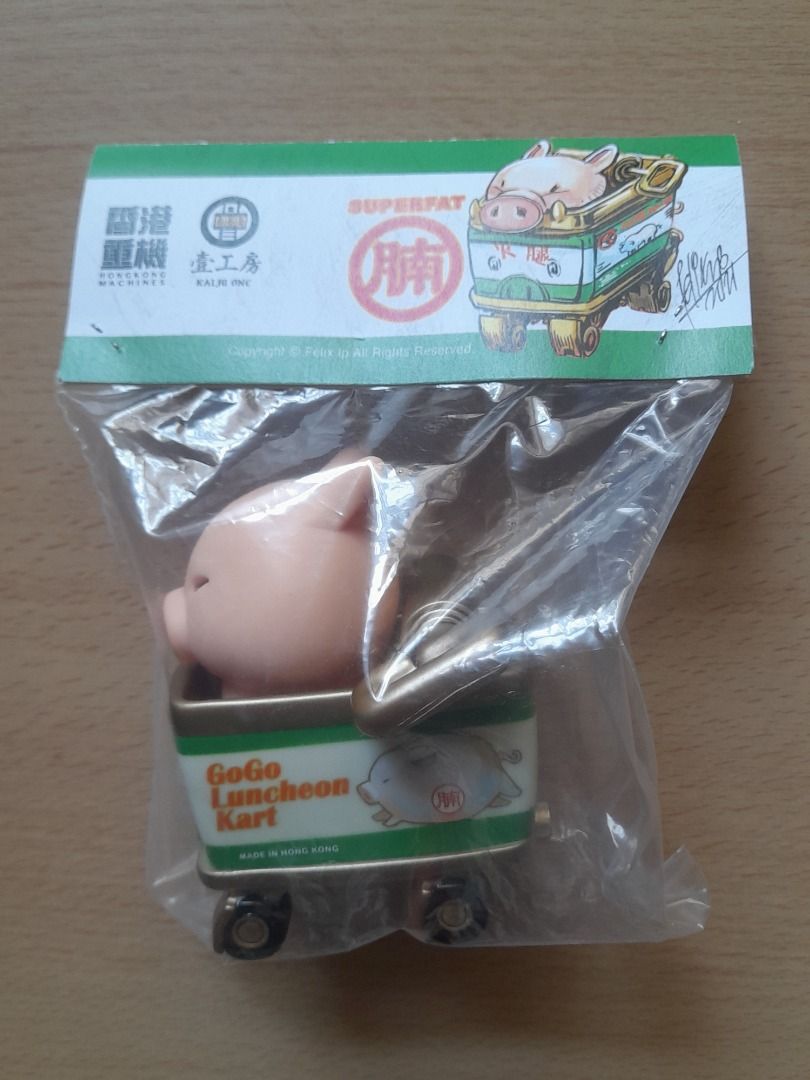 香港
重機
HONGKONG
MACHINES
壹工房
KAIJU ONE
SUPERFAT
腩
Copyright © Felix Ip All Rights Reserved.
GoGo
Luncheon
Kart
腩
MADE IN HONG KONG